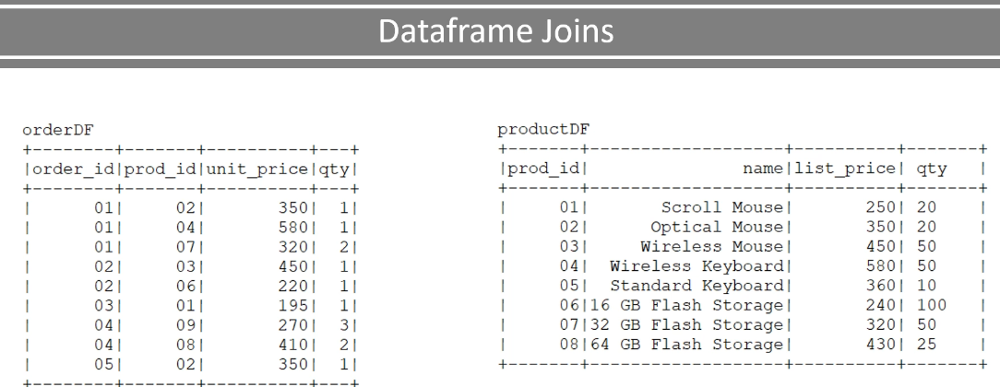 Dataframe Joins
orderDF
+--------+-------+----------+---+
|order_id|prod_id|unit_price|qty|
+--------+-------+----------+---+
|      01|     02|       350|  1|
|      01|     04|       580|  1|
|      01|     07|       320|  2|
|      02|     03|       450|  1|
|      02|     06|       220|  1|
|      03|     01|       195|  1|
|      04|     09|       270|  3|
|      04|     08|       410|  2|
|      05|     02|       350|  1|
+--------+-------+----------+---+
productDF
+-------+-------------------+----------+-------+
|prod_id|               name|list_price| qty   |
+-------+-------------------+----------+-------+
|     01|       Scroll Mouse|       250| 20    |
|     02|      Optical Mouse|       350| 20    |
|     03|     Wireless Mouse|       450| 50    |
|     04|  Wireless Keyboard|       580| 50    |
|     05|  Standard Keyboard|       360| 10    |
|     06|16 GB Flash Storage|       240| 100   |
|     07|32 GB Flash Storage|       320| 50    |
|     08|64 GB Flash Storage|       430| 25    |
+-------+-------------------+----------+-------+